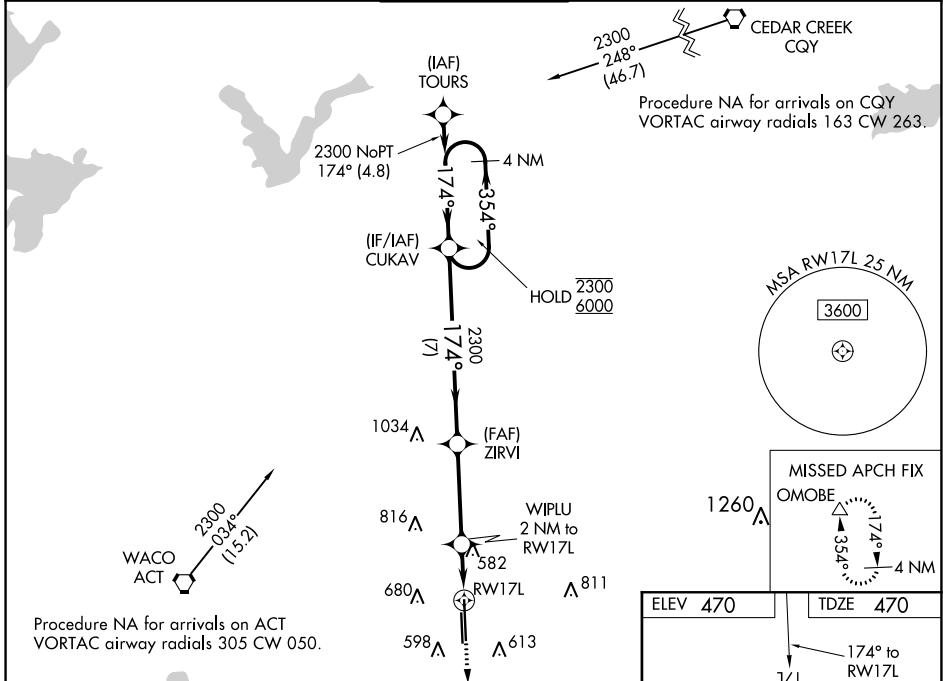 CEDAR CREEK
CQY
2300
248°
(46.7)
Procedure NA for arrivals on CQY
VORTAC airway radials 163 CW 263.
(IAF)
TOURS
2300 NoPT
174° (4.8)
4 NM
174°
354°
(IF/IAF)
CUKAV
HOLD 2300
6000
MSA RW17L 25 NM
3600
2300
174°
(7)
1034
(FAF)
ZIRVI
MISSED APCH FIX
OMOBE
174°
354°
4 NM
1260
816
WIPLU
2 NM to
RW17L
582
2300
034°
(15.2)
WACO
ACT
680
RW17L
811
Procedure NA for arrivals on ACT
VORTAC airway radials 305 CW 050.
598
613
ELEV 470
TDZE 470
174° to
RW17L